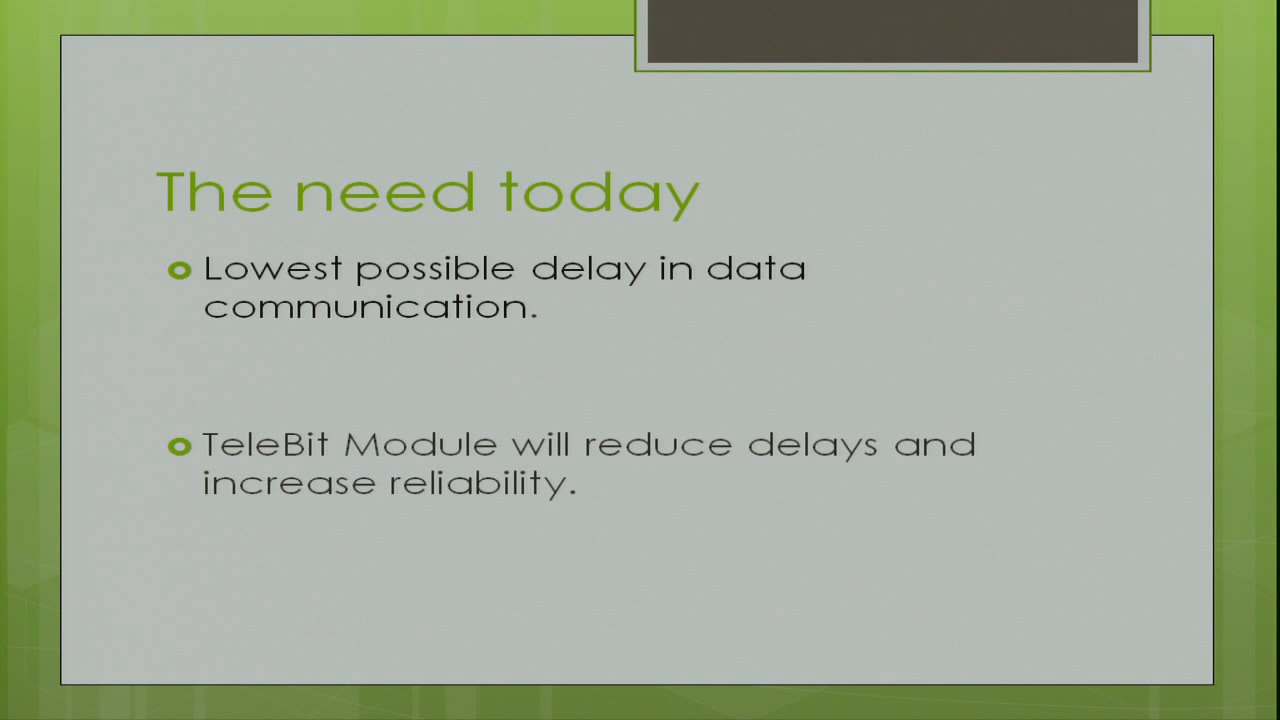 The need today
Lowest possible delay in data
communication.
TeleBit Module will reduce delays and
increase reliability.